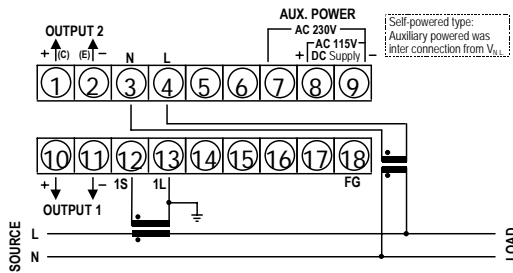 AUX. POWER
OUTPUT 2
AC 230V
AC 115V
+ (C) (E) −
N L
+ DC Supply −
Self-powered type:
Auxiliary powered was
inter connection from VN.L.
1 2 3 4 5 6 7 8 9
10 11 12 13 14 15 16 17 18
+ − 1S 1L FG
OUTPUT 1
SOURCE
L
N
LOAD